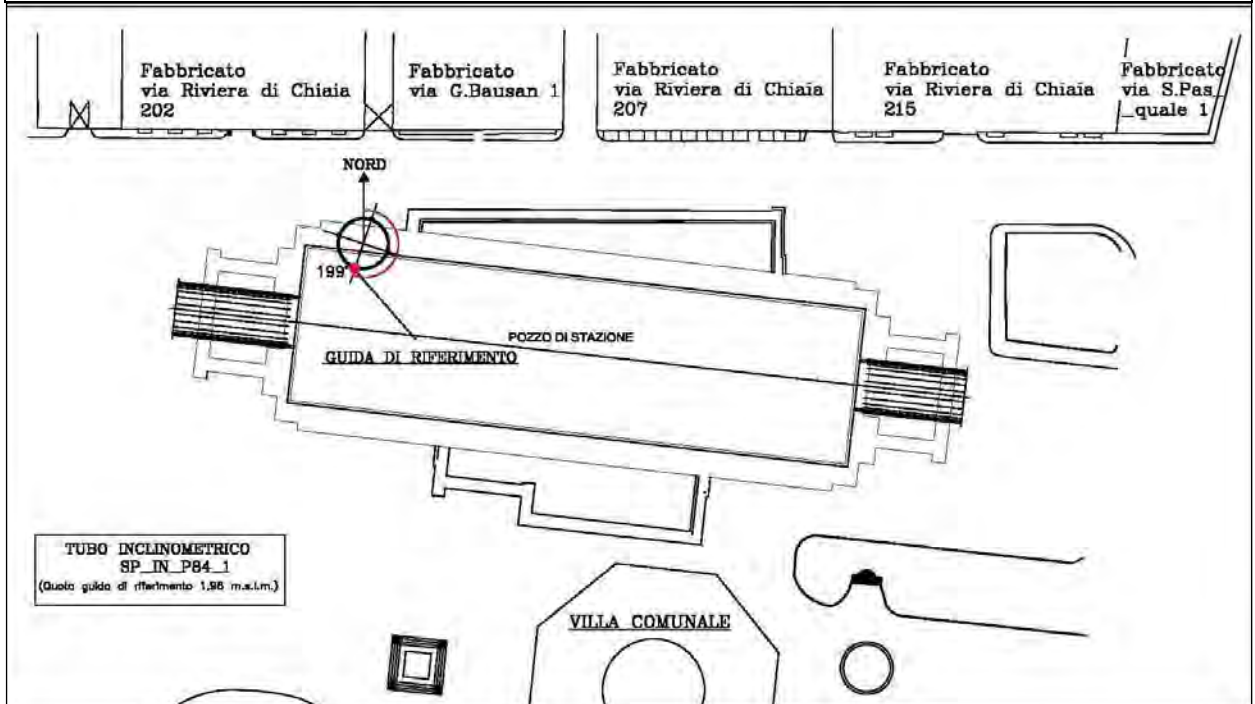 Fabbricato
via Riviera di Chiaia
202
Fabbricato
via G.Bausan 1
Fabbricato
via Riviera di Chiaia
207
Fabbricato
via Riviera di Chiaia
215
Fabbricato
via S.Pas
_quale 1
NORD
199°
POZZO DI STAZIONE
GUIDA DI RIFERIMENTO
TUBO INCLINOMETRICO
SP_IN_P84_1
(Quota guida di riferimento 1,96 m.s.l.m.)
VILLA COMUNALE